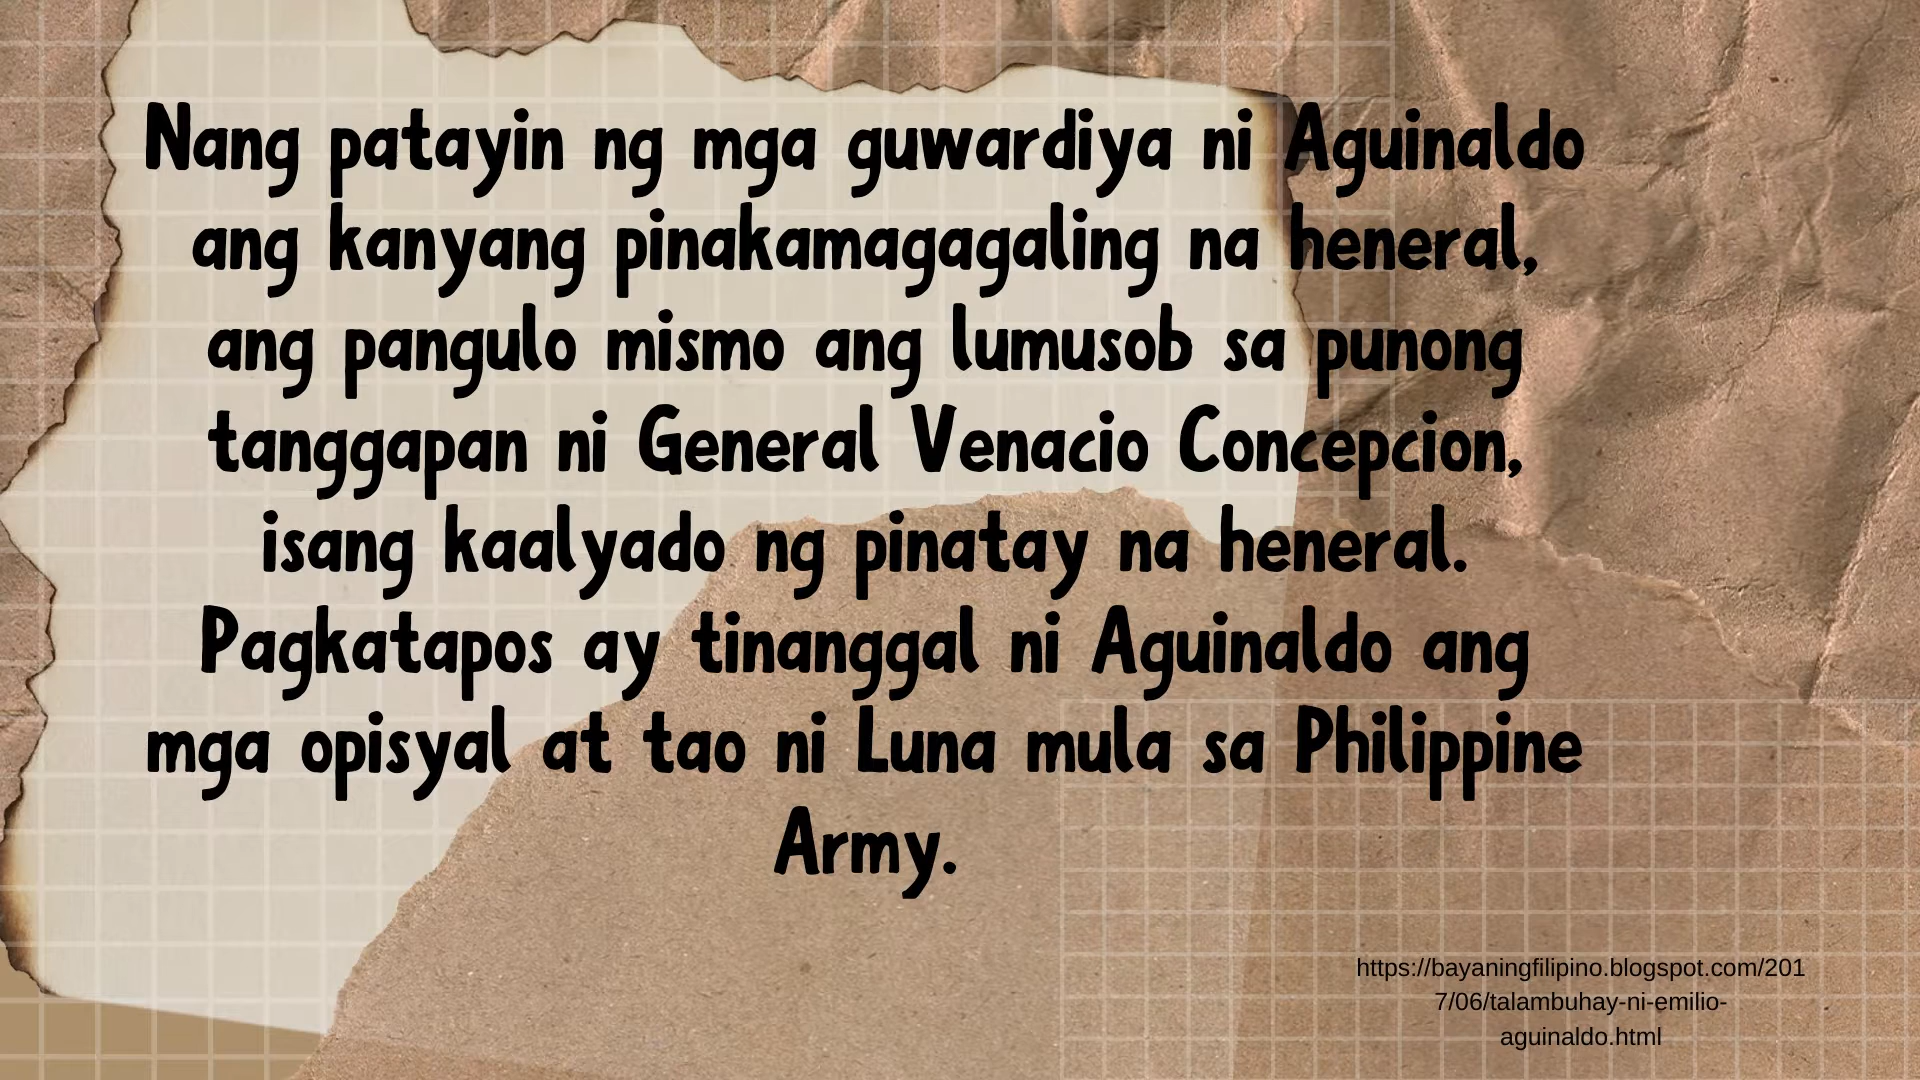 Nang patayin ng mga guwardiya ni Aguinaldo
ang kanyang pinakamagagaling na heneral,
ang pangulo mismo ang lumusob sa punong
tanggapan ni General Venacio Concepcion,
isang kaalyado ng pinatay na heneral.
Pagkatapos ay tinanggal ni Aguinaldo ang
mga opisyal at tao ni Luna mula sa Philippine
Army.
https://bayaningfilipino.blogspot.com/201
7/06/talambuhay-ni-emilio-
aguinaldo.html